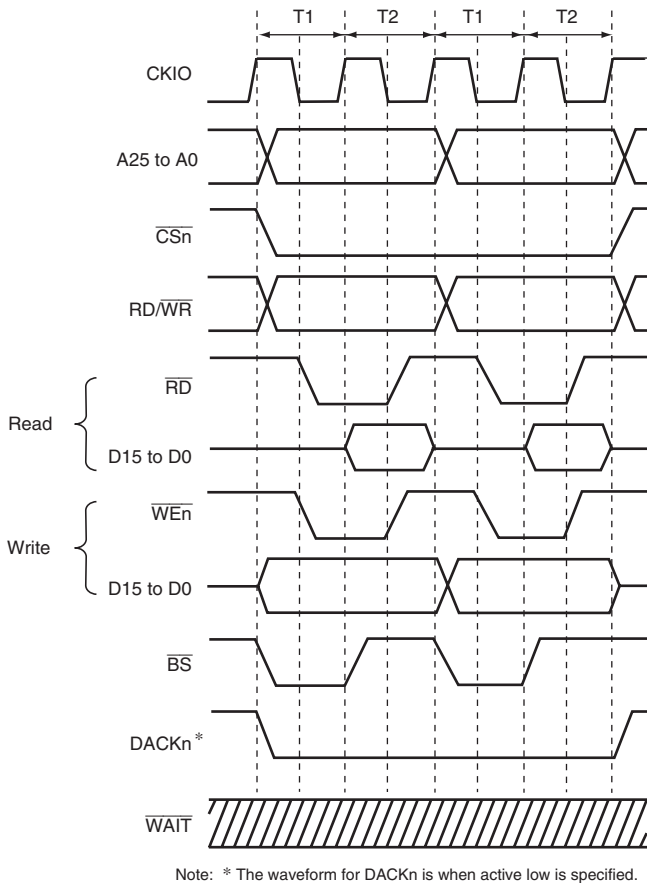 T1 T2 T1 T2
CKIO
A25 to A0
CSn
RD/WR
RD
Read
D15 to D0
WEn
Write
D15 to D0
BS
DACKn*
WAIT
Note: * The waveform for DACKn is when active low is specified.